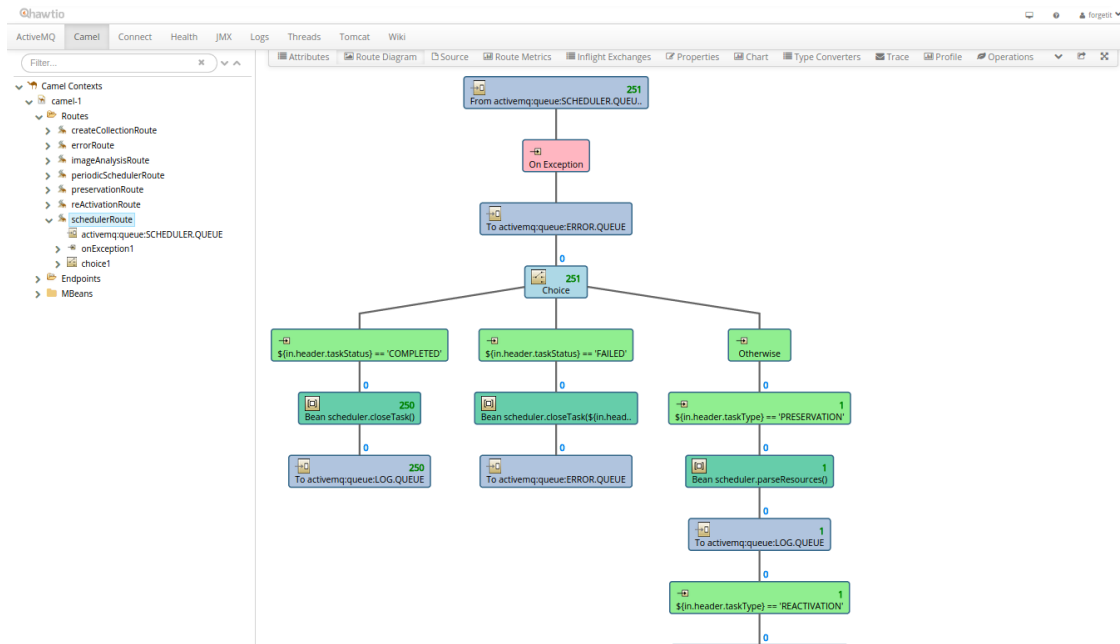 hawtio
forgetit
ActiveMQ Camel Connect Health JMX Logs Threads Tomcat Wiki
Filter...
Attributes Route Diagram Source Route Metrics Inflight Exchanges Properties Chart Type Converters Trace Profile Operations
Camel Contexts
camel-1
Routes
createCollectionRoute
errorRoute
imageAnalysisRoute
periodicSchedulerRoute
preservationRoute
reActivationRoute
schedulerRoute
activemq:queue:SCHEDULER.QUEUE
onException1
choice1
Endpoints
MBeans
251
From activemq:queue:SCHEDULER.QUEU..
On Exception
To activemq:queue:ERROR.QUEUE
0
251
Choice
${in.header.taskStatus} == 'COMPLETED'
0
250
Bean scheduler.closeTask()
0
250
To activemq:queue:LOG.QUEUE
${in.header.taskStatus} == 'FAILED'
0
Bean scheduler.closeTask(${in.head..
0
To activemq:queue:ERROR.QUEUE
Otherwise
0
1
${in.header.taskType} == 'PRESERVATION'
0
1
Bean scheduler.parseResources()
0
1
To activemq:queue:LOG.QUEUE
0
1
${in.header.taskType} == 'REACTIVATION'
0